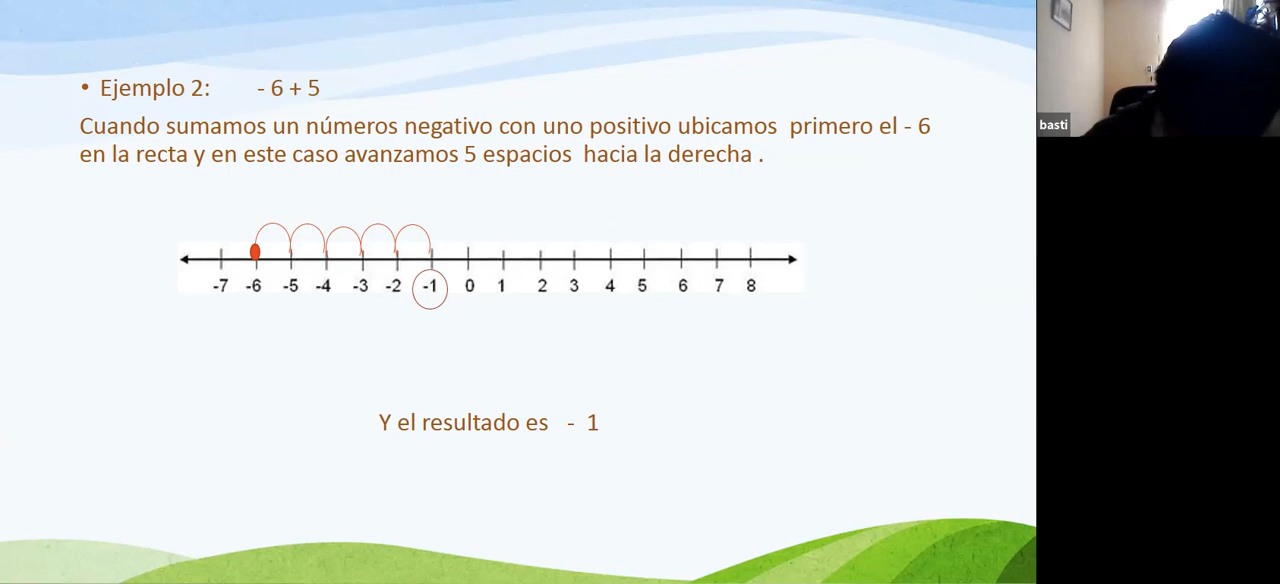 • Ejemplo 2: - 6 + 5
Cuando sumamos un números negativo con uno positivo ubicamos primero el - 6
en la recta y en este caso avanzamos 5 espacios hacia la derecha .
-7 -6 -5 -4 -3 -2 -1 0 1 2 3 4 5 6 7 8
Y el resultado es - 1
basti